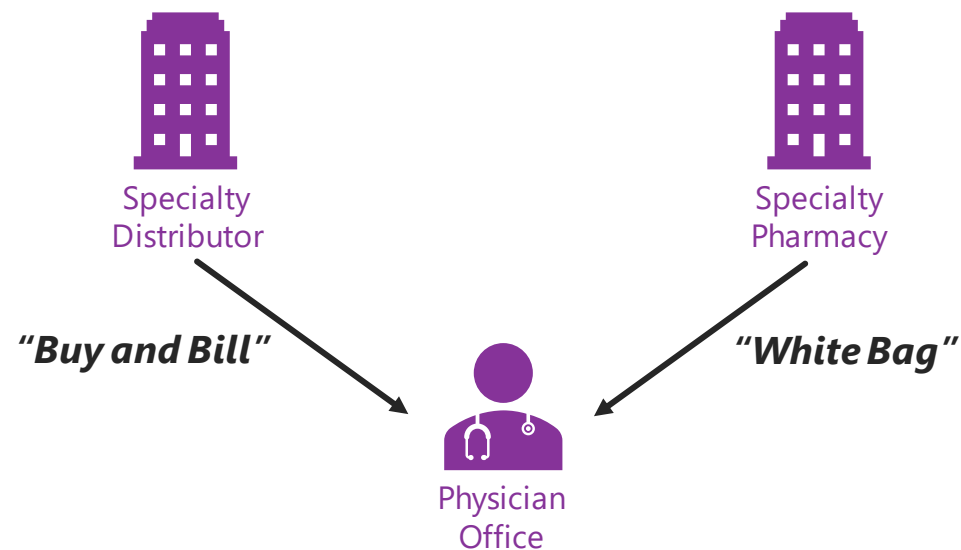 Specialty
Distributor
Specialty
Pharmacy
“Buy and Bill”
“White Bag”
Physician
Office